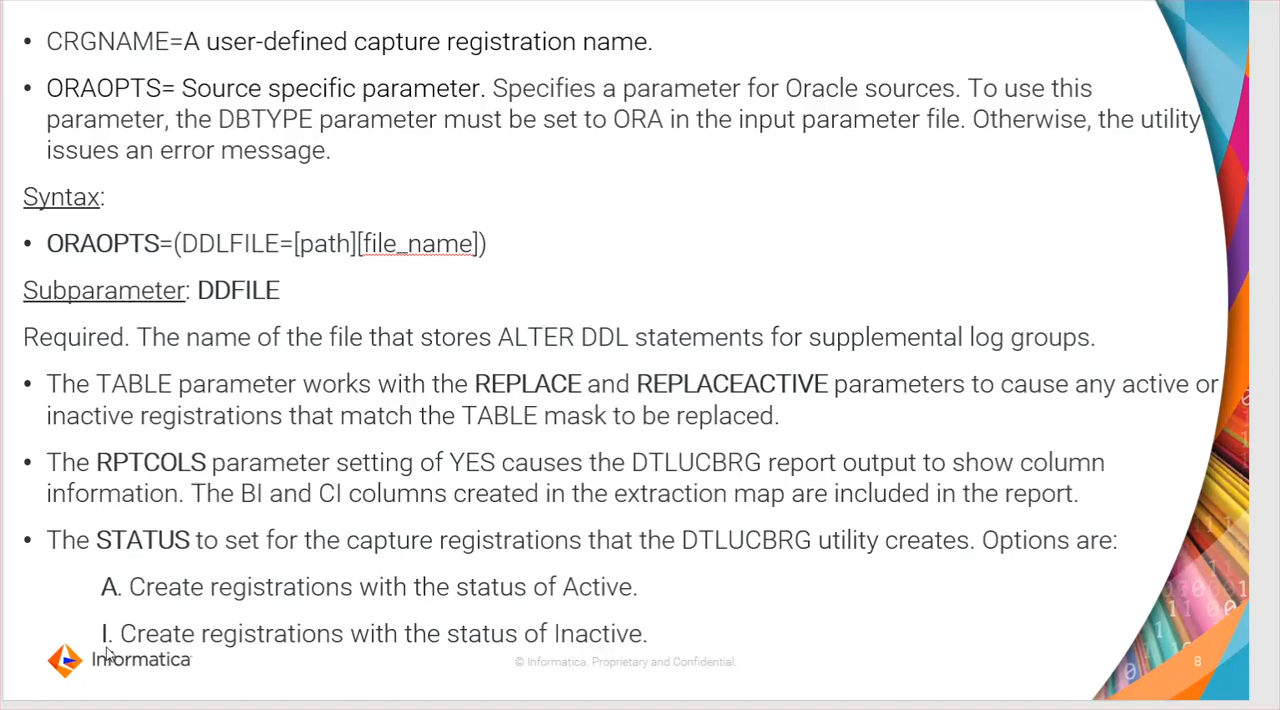 • CRGNAME=A user-defined capture registration name.
• ORAOPTS= Source specific parameter. Specifies a parameter for Oracle sources. To use this
parameter, the DBTYPE parameter must be set to ORA in the input parameter file. Otherwise, the utility
issues an error message.
Syntax:
• ORAOPTS=(DDLFILE=[path][file_name])
Subparameter: DDFILE
Required. The name of the file that stores ALTER DDL statements for supplemental log groups.
• The TABLE parameter works with the REPLACE and REPLACEACTIVE parameters to cause any active or
inactive registrations that match the TABLE mask to be replaced.
• The RPTCOLS parameter setting of YES causes the DTLUCBRG report output to show column
information. The BI and CI columns created in the extraction map are included in the report.
• The STATUS to set for the capture registrations that the DTLUCBRG utility creates. Options are:
A. Create registrations with the status of Active.
I. Create registrations with the status of Inactive.
Informatica
© Informatica. Proprietary and Confidential.
8